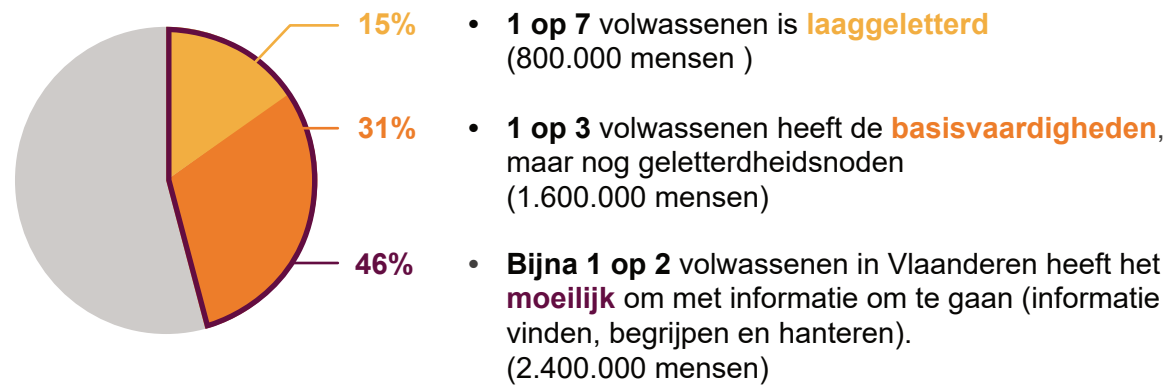 15%
• 1 op 7 volwassenen is laaggeletterd
(800.000 mensen )
31%
• 1 op 3 volwassenen heeft de basisvaardigheden,
maar nog geletterdheidsnoden
(1.600.000 mensen)
46%
• Bijna 1 op 2 volwassenen in Vlaanderen heeft het
moeilijk om met informatie om te gaan (informatie
vinden, begrijpen en hanteren).
(2.400.000 mensen)